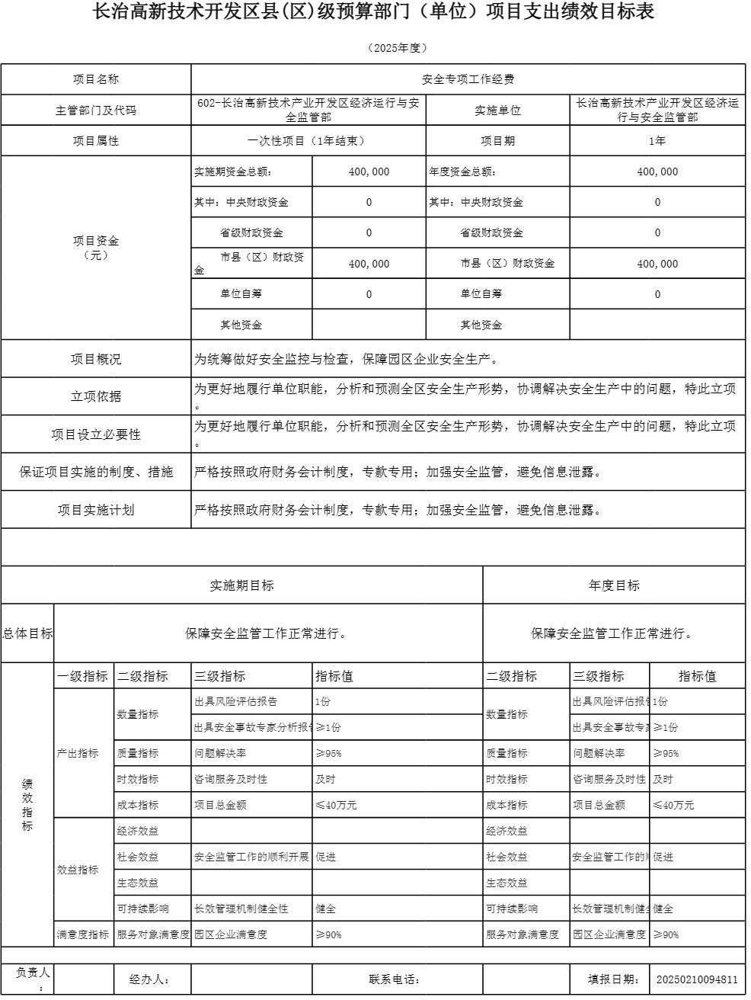 长治高新技术开发区县(区)级预算部门（单位）项目支出绩效目标表
（2025年度）
项目名称 安全专项工作经费
主管部门及代码 602-长治高新技术产业开发区经济运行与安全监管部 实施单位 长治高新技术产业开发区经济运行与安全监管部
项目属性 一次性项目（1年结束） 项目期 1年
项目资金（元）
实施期资金总额： 400,000 年度资金总额： 400,000
其中：中央财政资金 0 其中：中央财政资金 0
省级财政资金 0 省级财政资金 0
市县（区）财政资金 400,000 市县（区）财政资金 400,000
单位自筹 0 单位自筹 0
其他资金 其他资金
项目概况 为统筹做好安全监控与检查，保障园区企业安全生产。
立项依据 为更好地履行单位职能，分析和预测全区安全生产形势，协调解决安全生产中的问题，特此立项。
项目设立必要性 为更好地履行单位职能，分析和预测全区安全生产形势，协调解决安全生产中的问题，特此立项。
保证项目实施的制度、措施 严格按照政府财务会计制度，专款专用；加强安全监管，避免信息泄露。
项目实施计划 严格按照政府财务会计制度，专款专用；加强安全监管，避免信息泄露。
实施期目标 年度目标
总体目标 保障安全监管工作正常进行。 保障安全监管工作正常进行。
绩效指标
一级指标 二级指标 三级指标 指标值 二级指标 三级指标 指标值
产出指标 数量指标 出具风险评估报告 1份 数量指标 出具风险评估报 1份
出具安全事故专家分析报 ≥1份 出具安全事故专 ≥1份
质量指标 问题解决率 ≥95% 质量指标 问题解决率 ≥95%
时效指标 咨询服务及时性 及时 时效指标 咨询服务及时性 及时
成本指标 项目总金额 ≤40万元 成本指标 项目总金额 ≤40万元
效益指标 经济效益 经济效益
社会效益 安全监管工作的顺利开展 促进 社会效益 安全监管工作的 促进
生态效益 生态效益
可持续影响 长效管理机制健全性 健全 可持续影响 长效管理机制健 健全
满意度指标 服务对象满意度 园区企业满意度 ≥90% 服务对象满意度 园区企业满意度 ≥90%
负责人： 经办人： 联系电话： 填报日期： 20250210094811